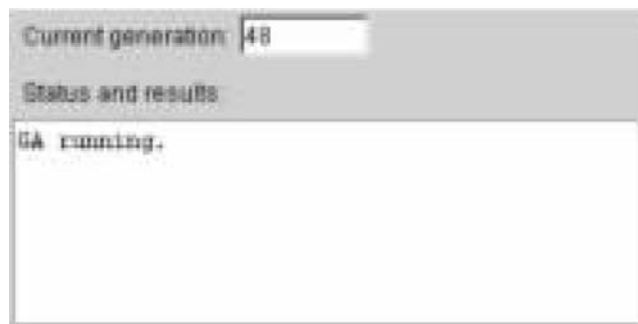 Current generation: 48
Status and results:
GA running.